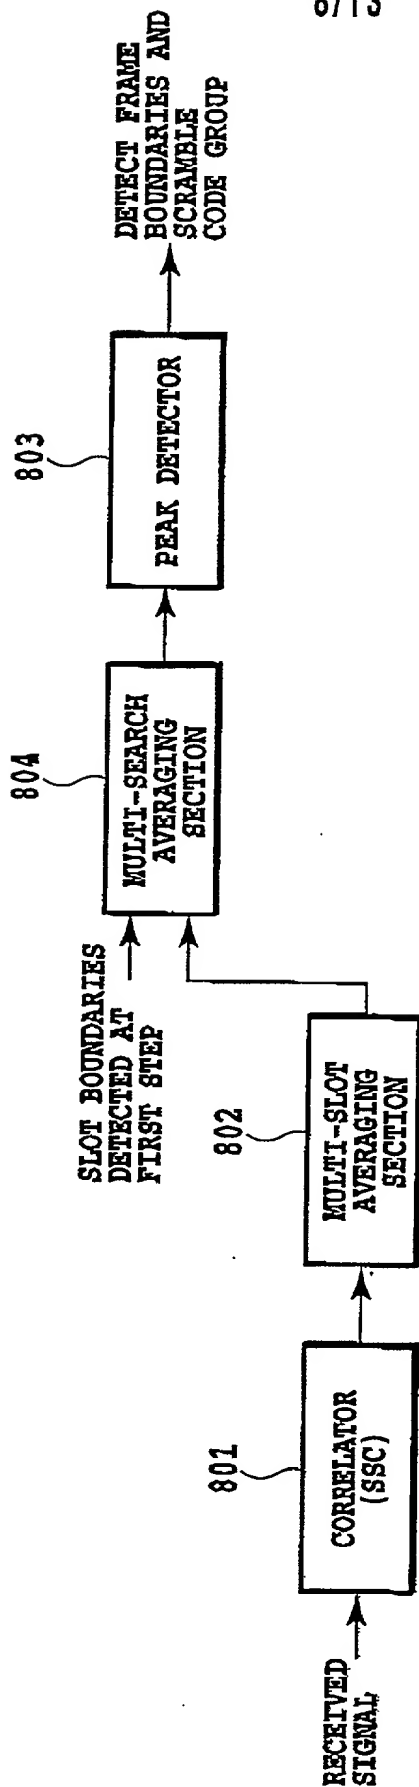 8/13
RECEIVED
SIGNAL
801
CORRELATOR
(SSC)
802
MULTI-SLOT
AVERAGING
SECTION
SLOT BOUNDARIES
DETECTED AT
FIRST STEP
804
MULTI-SEARCH
AVERAGING
SECTION
803
PEAK DETECTOR
DETECT FRAME
BOUNDARIES AND
SCRAMBLE
CODE GROUP